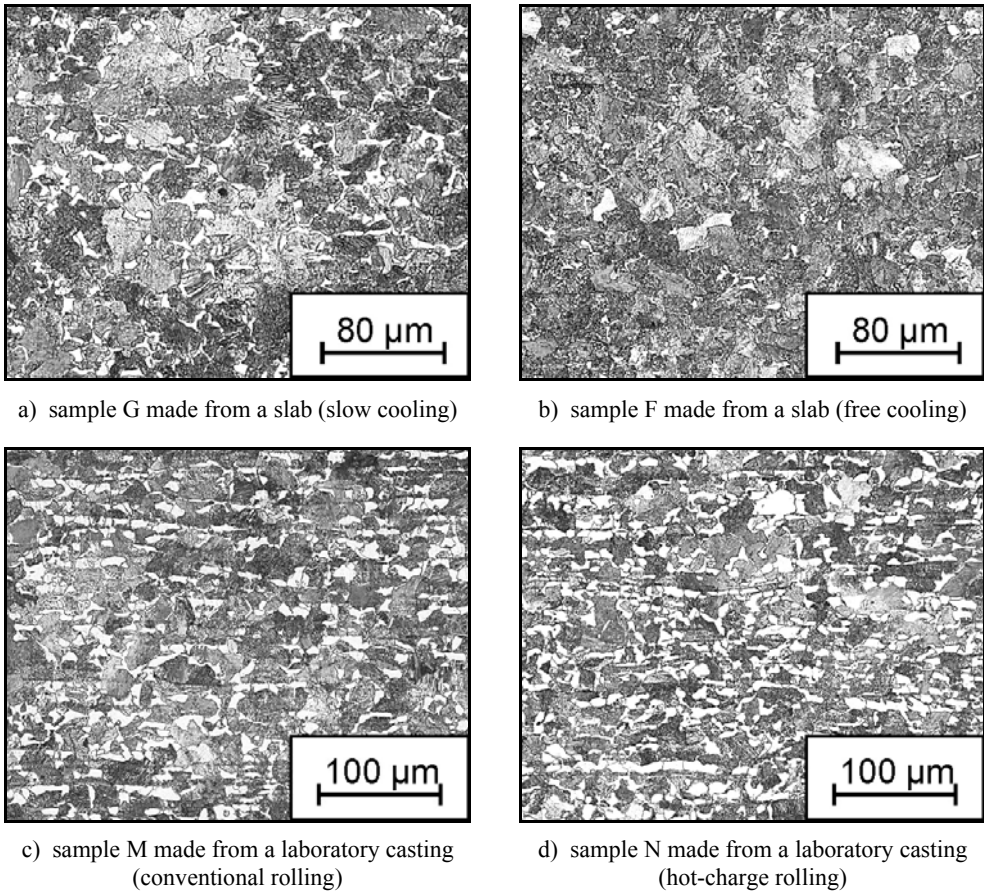 80 µm
80 µm
a) sample G made from a slab (slow cooling)
b) sample F made from a slab (free cooling)
100 µm
100 µm
c) sample M made from a laboratory casting
(conventional rolling)
d) sample N made from a laboratory casting
(hot-charge rolling)